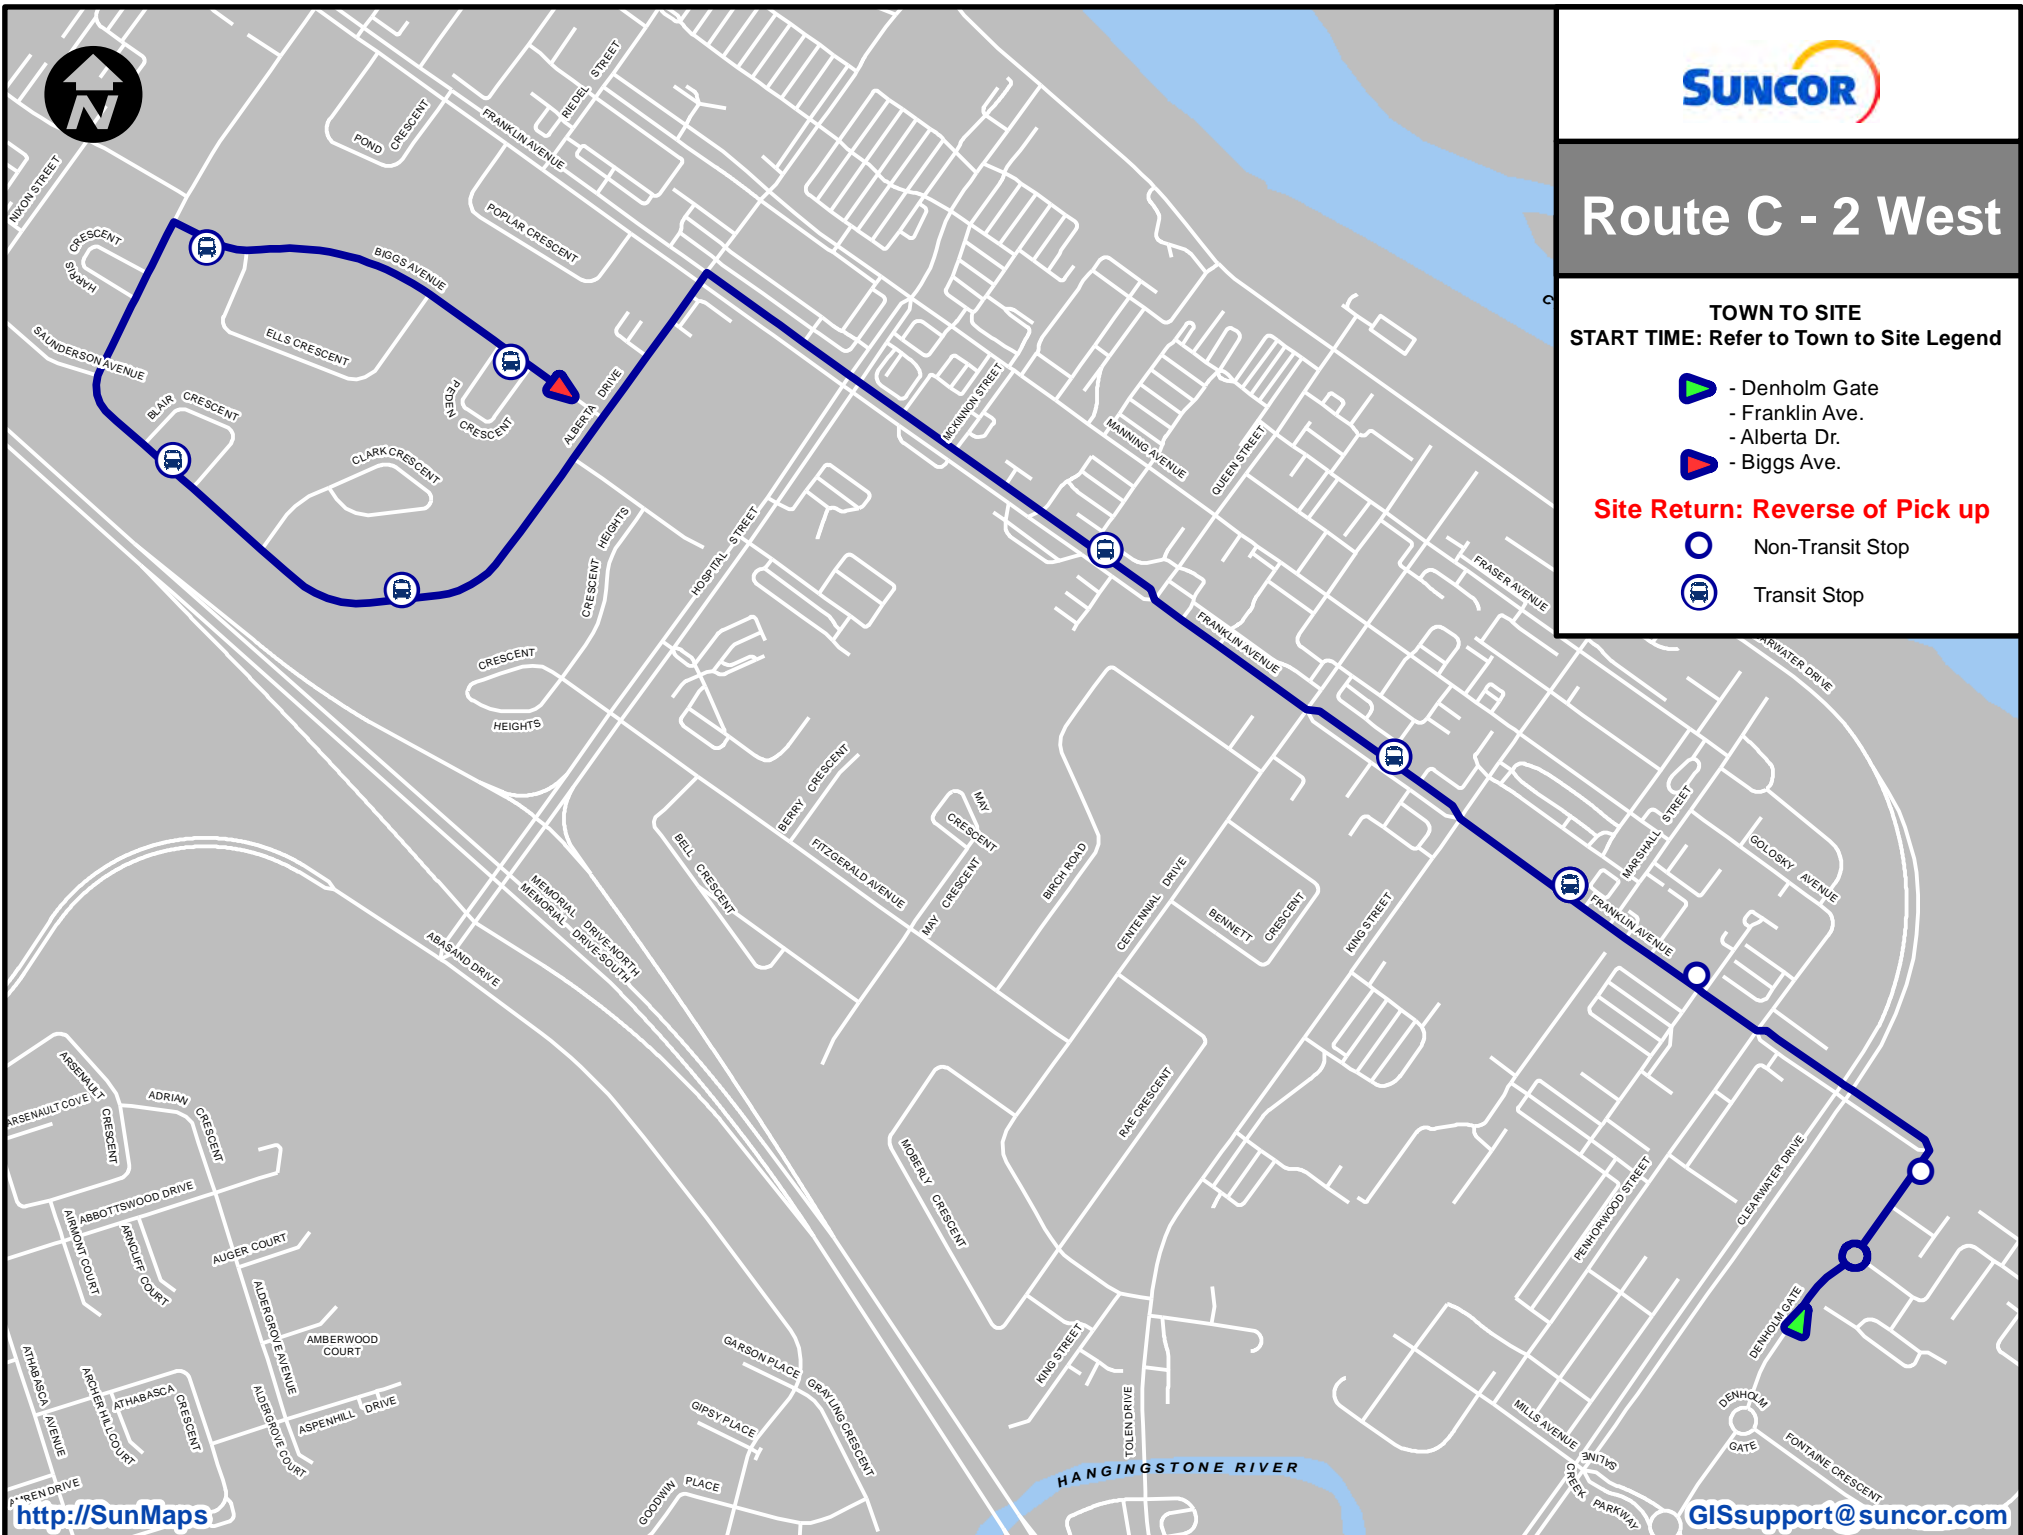 SUNCOR
Route C - 2 West
TOWN TO SITE
START TIME: Refer to Town to Site Legend
- Denholm Gate
- Franklin Ave.
- Alberta Dr.
- Biggs Ave.
Site Return: Reverse of Pick up
Non-Transit Stop
Transit Stop
N
NIXON STREET
POND CRESCENT
RIEDEL STREET
FRANKLIN AVENUE
POPLAR CRESCENT
HARRIS CRESCENT
BIGGS AVENUE
ELLS CRESCENT
SAUNDERSON AVENUE
BLAIR CRESCENT
CLARK CRESCENT
PEDEN CRESCENT
ALBERTA DRIVE
MCKINNON STREET
MANNING AVENUE
QUEEN STREET
FRASER AVENUE
C
ARWATER DRIVE
CRESCENT HEIGHTS
HOSPITAL STREET
CRESCENT
HEIGHTS
FRANKLIN AVENUE
BERRY CRESCENT
BELL CRESCENT
FITZGERALD AVENUE
MAY
CRESCENT
MAY CRESCENT
BIRCH ROAD
CENTENNIAL DRIVE
BENNETT CRESCENT
KING STREET
MARSHALL STREET
GOLOSKY AVENUE
FRANKLIN AVENUE
MEMORIAL DRIVE-NORTH
MEMORIAL DRIVE-SOUTH
ABASAND DRIVE
RAE CRESCENT
MOBERLY CRESCENT
PENHORWOOD STREET
CLEARWATER DRIVE
DENHOLM GATE
DENHOLM
GATE
FONTAINE CRESCENT
MILLS AVENUE
SALINE
CREEK PARKWAY
KING STREET
TOLEN DRIVE
HANGINGSTONE RIVER
ARSENAULT CRESCENT
ARSENAULT COVE
ADRIAN CRESCENT
ABBOTTSWOOD DRIVE
AIRMONT COURT
ARNCLIFF COURT
AUGER COURT
ALDERGROVE AVENUE
AMBERWOOD
COURT
ATHABASCA AVENUE
ARCHER HILL COURT
ATHABASCA CRESCENT
ALDERGROVE COURT
ASPENHILL DRIVE
MREN DRIVE
GARSON PLACE
GRAYLING CRESCENT
GIPSY PLACE
GOODWIN PLACE
http://SunMaps
GISsupport@suncor.com